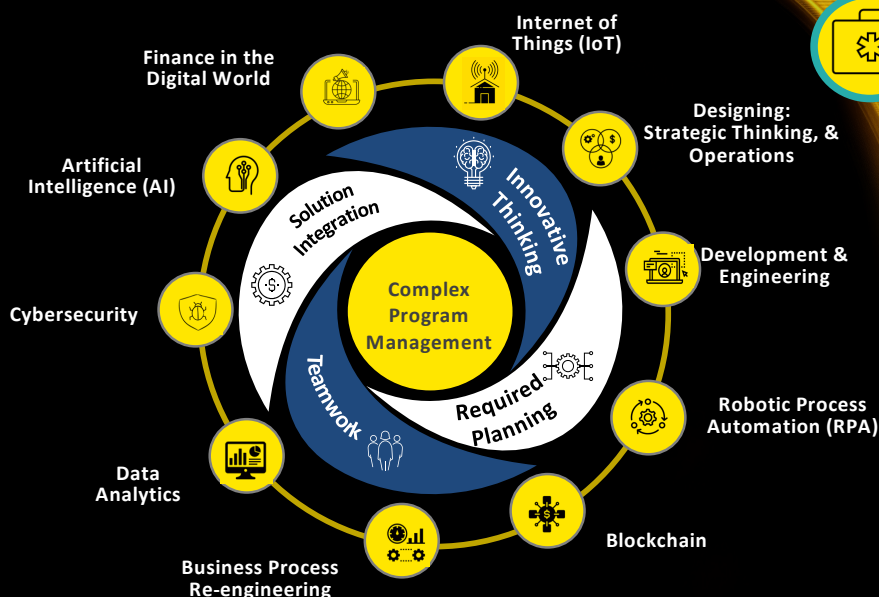 Internet of
Things (IoT)
Finance in the
Digital World
Designing:
Strategic Thinking, &
Operations
Artificial
Intelligence (AI)
Innovative
Thinking
Solution
Integration
Development &
Engineering
Complex
Program
Management
Cybersecurity
Teamwork
Required
Planning
Robotic Process
Automation (RPA)
Data
Analytics
Blockchain
Business Process
Re-engineering